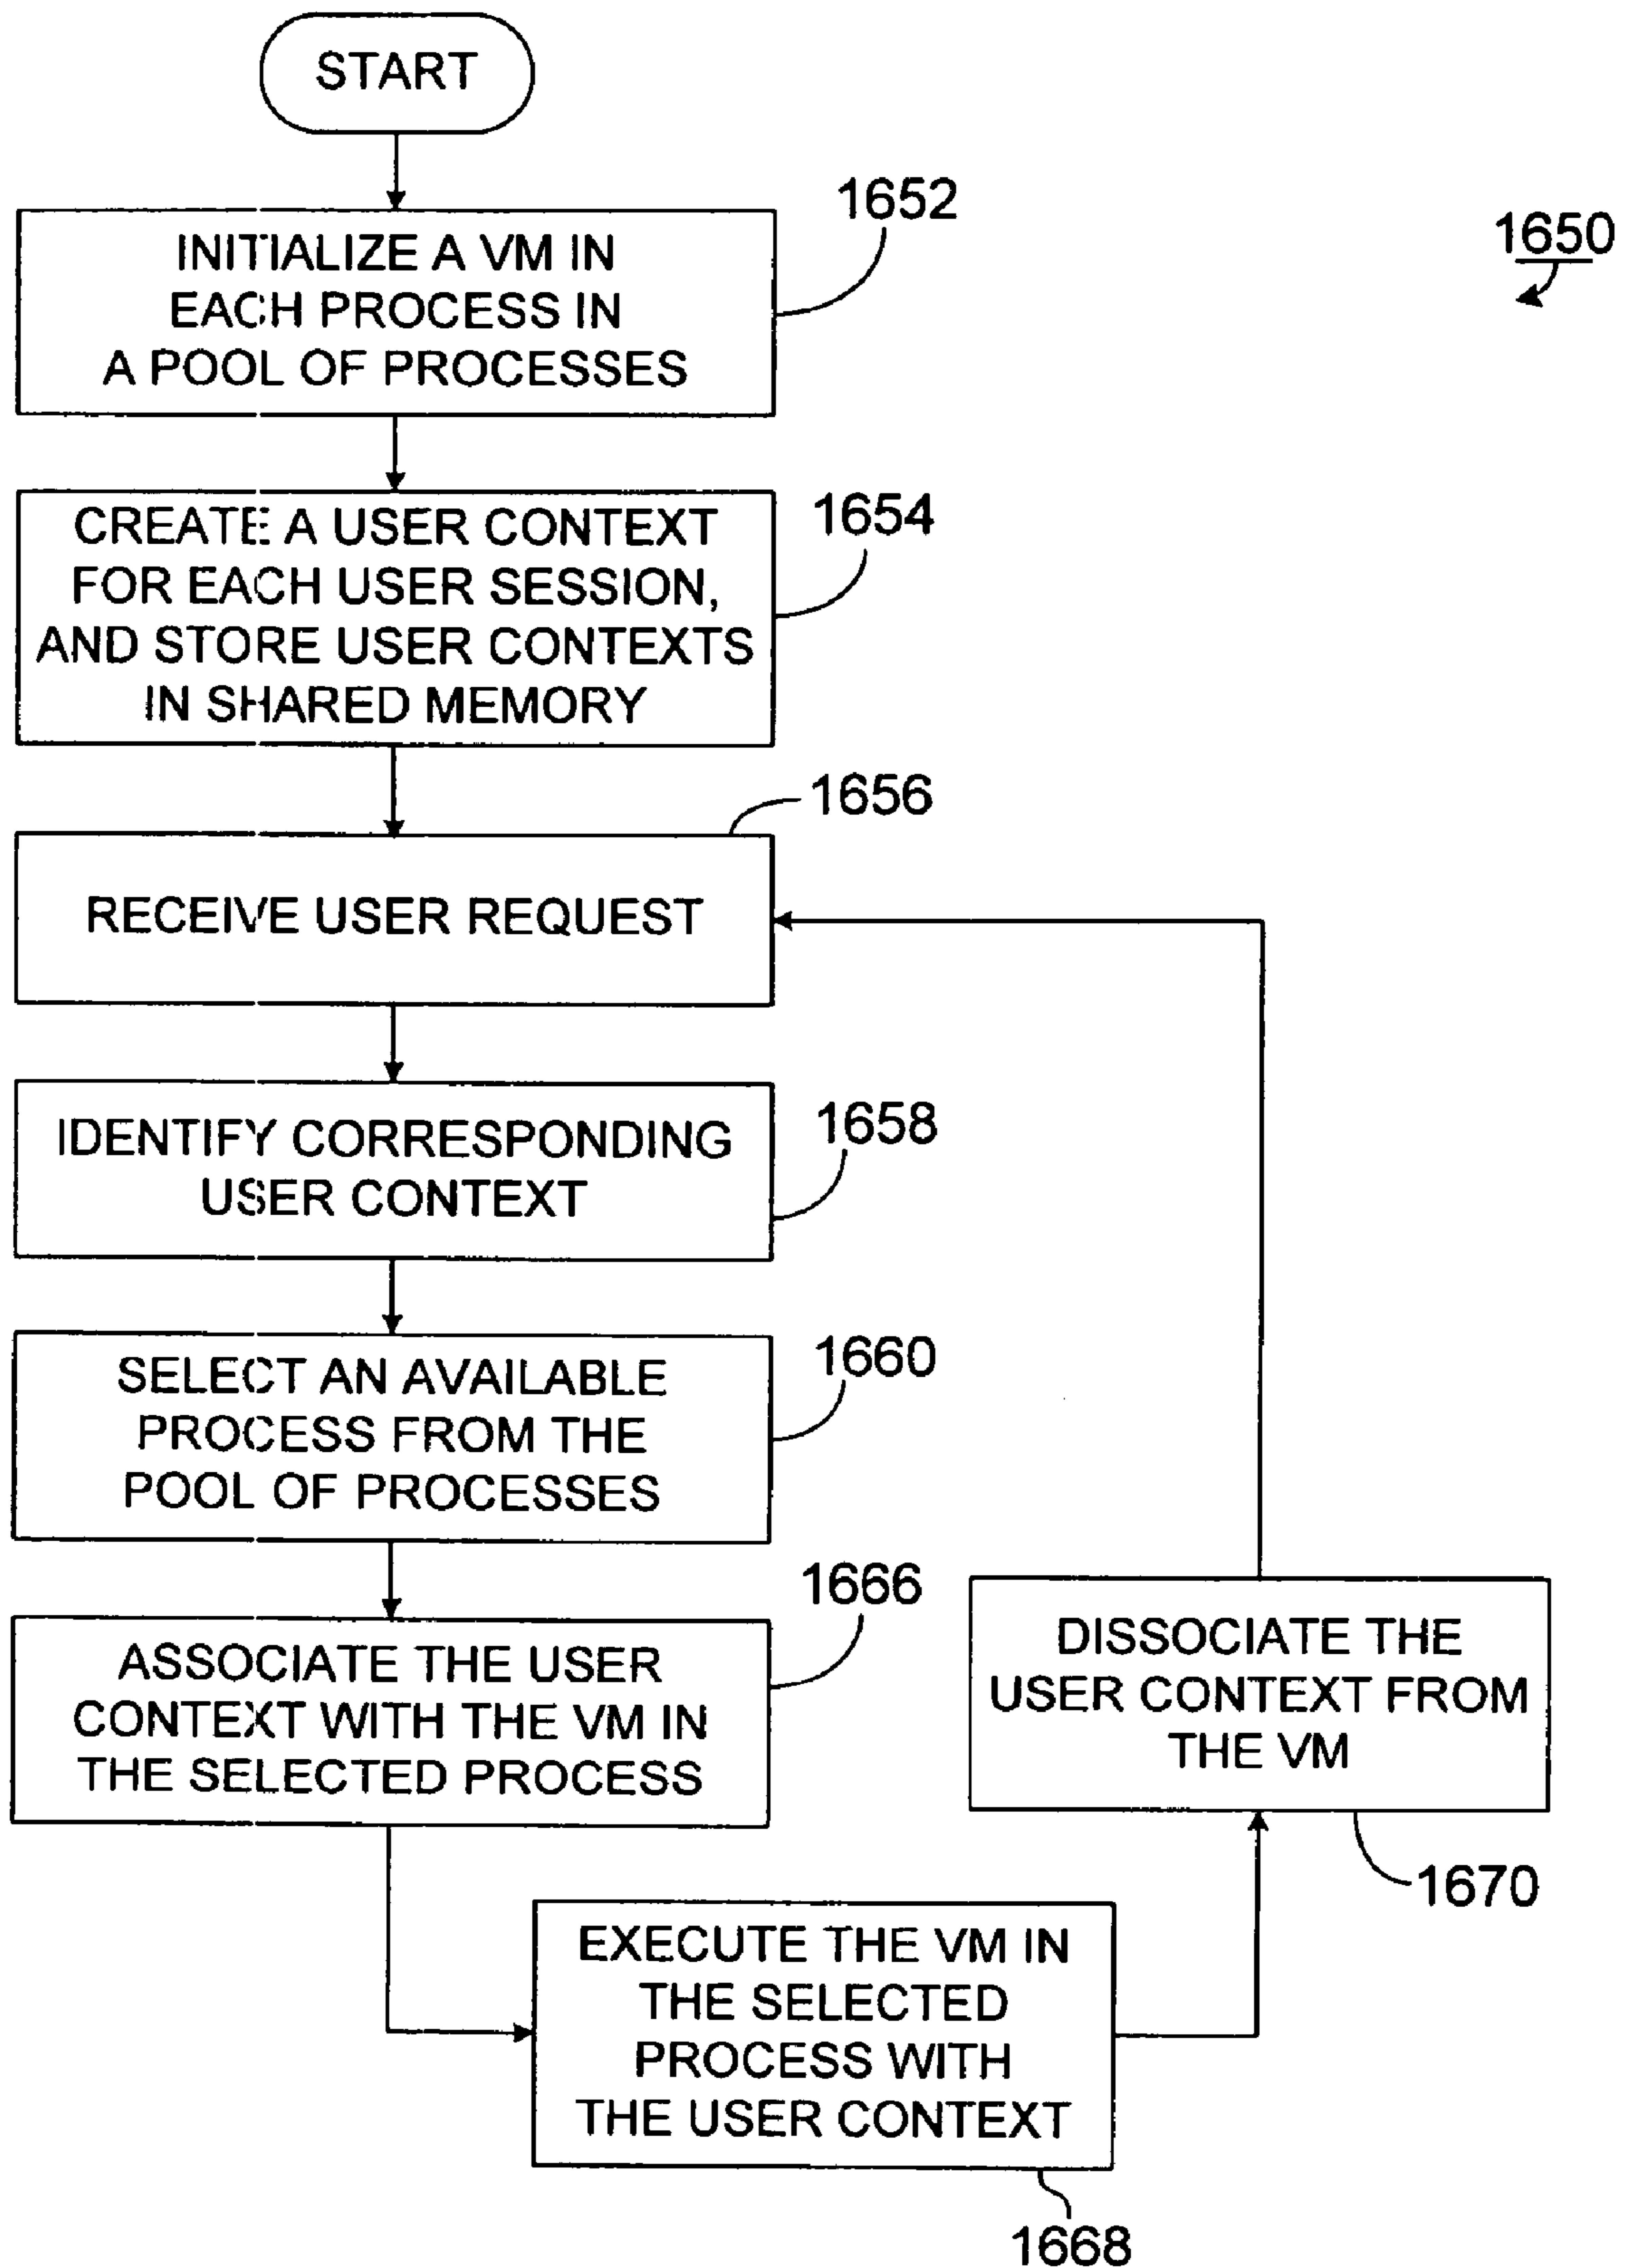 START
1652
1650
INITIALIZE A VM IN
EACH PROCESS IN
A POOL OF PROCESSES
1654
CREATE A USER CONTEXT
FOR EACH USER SESSION,
AND STORE USER CONTEXTS
IN SHARED MEMORY
1656
RECEIVE USER REQUEST
1658
IDENTIFY CORRESPONDING
USER CONTEXT
1660
SELECT AN AVAILABLE
PROCESS FROM THE
POOL OF PROCESSES
1666
ASSOCIATE THE USER
CONTEXT WITH THE VM IN
THE SELECTED PROCESS
DISSOCIATE THE
USER CONTEXT FROM
THE VM
1670
EXECUTE THE VM IN
THE SELECTED
PROCESS WITH
THE USER CONTEXT
1668